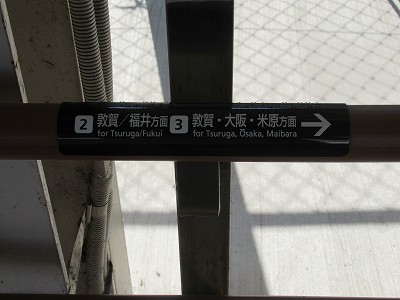 2 敦賀／福井方面 3 敦賀・大阪・米原方面 →
for Tsuruga/Fukui for Tsuruga, Ōsaka, Maibara